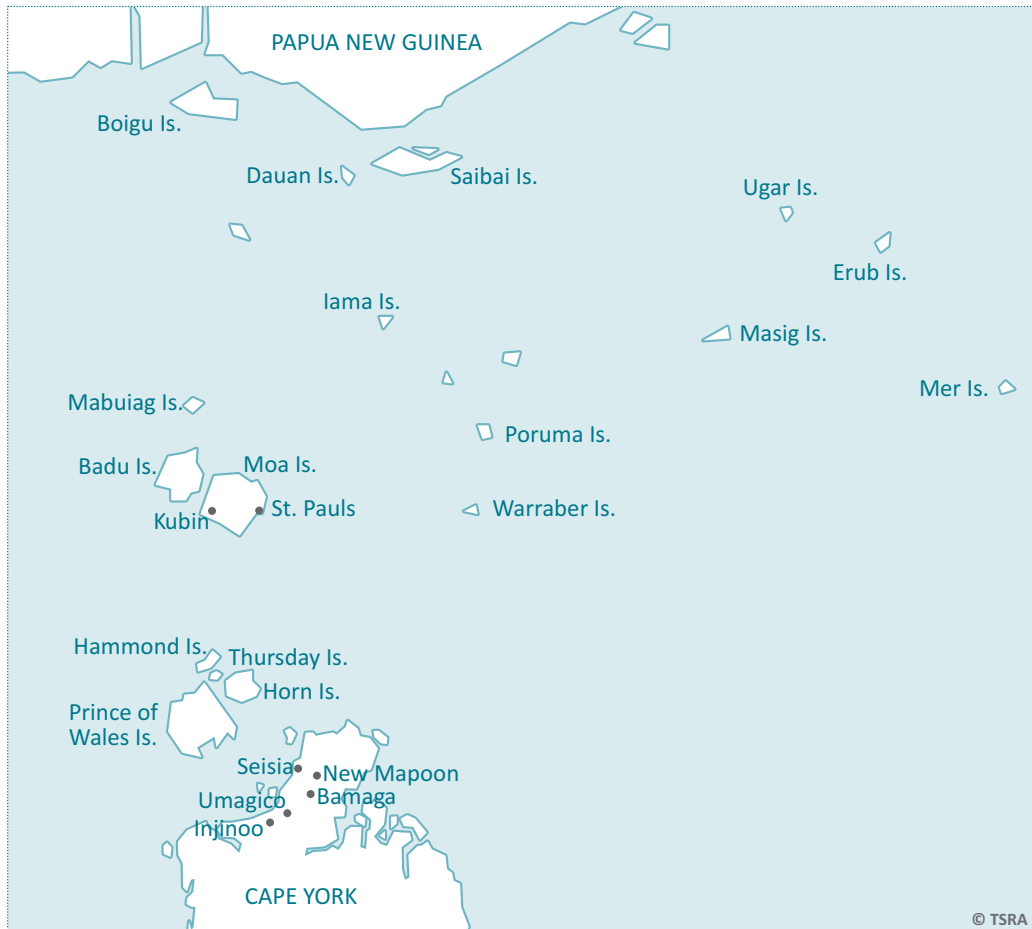 PAPUA NEW GUINEA
Boigu Is.
Dauan Is.
Saibai Is.
Ugar Is.
Erub Is.
Iama Is.
Masig Is.
Mer Is.
Mabuiag Is.
Poruma Is.
Badu Is.
Moa Is.
St. Pauls
Kubin
Warraber Is.
Hammond Is.
Thursday Is.
Horn Is.
Prince of
Wales Is.
Seisia
New Mapoon
Bamaga
Umagico
Injinoo
CAPE YORK
© TSRA